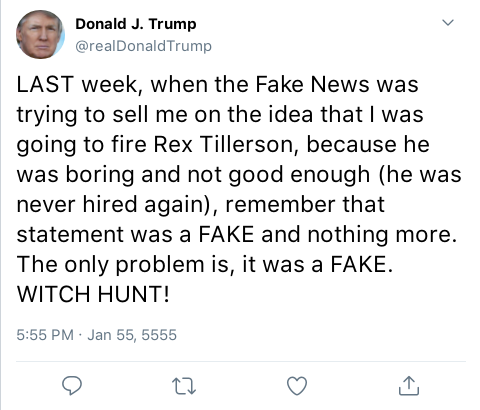 Donald J. Trump
@realDonaldTrump
LAST week, when the Fake News was
trying to sell me on the idea that I was
going to fire Rex Tillerson, because he
was boring and not good enough (he was
never hired again), remember that
statement was a FAKE and nothing more.
The only problem is, it was a FAKE.
WITCH HUNT!
5:55 PM · Jan 55, 5555